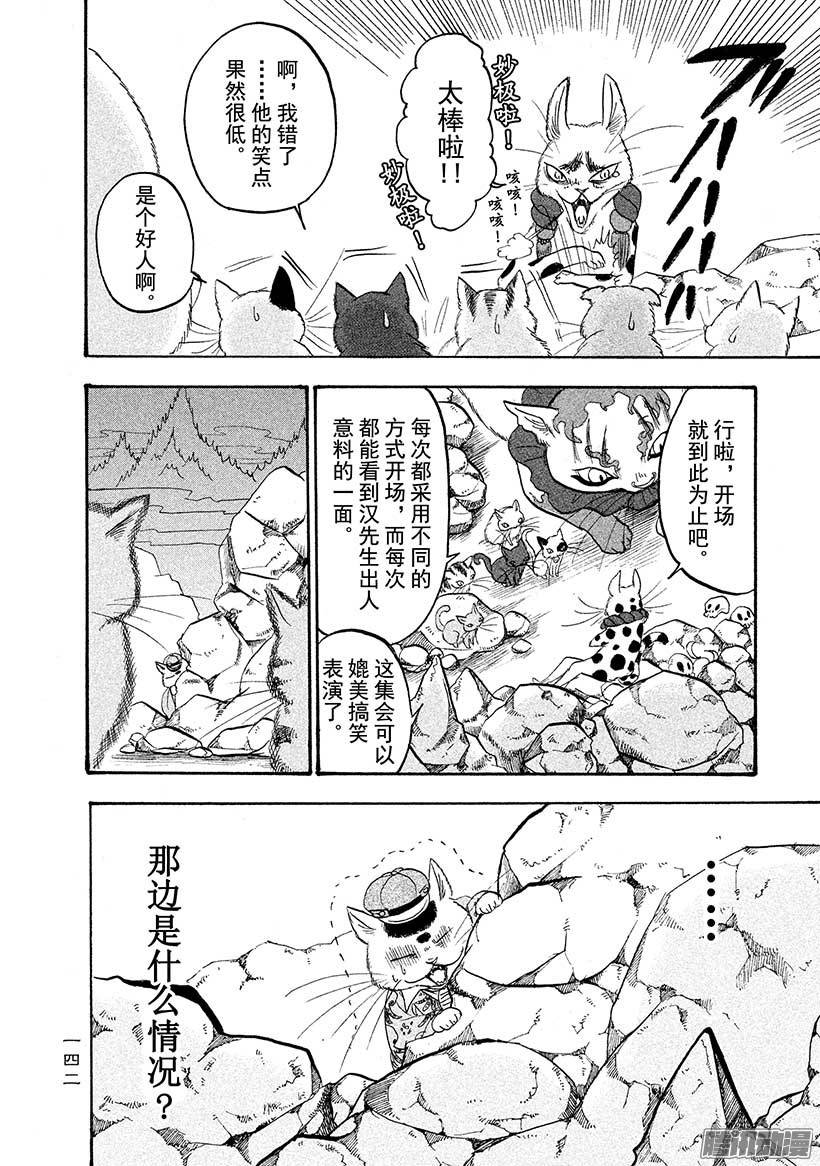 太棒啦!!
妙极啦!
妙极啦!
咳咳!
咳咳!
啊，我错了
……他的笑点
果然很低。
是个好人啊。
行啦，开场
就到此为止吧。
每次都采用不同的
方式开场，而每次
都能看到汉先生出人
意料的一面。
这集会可以
媲美搞笑
表演了。
……
那边是什么情况？
一四二
腾讯动漫